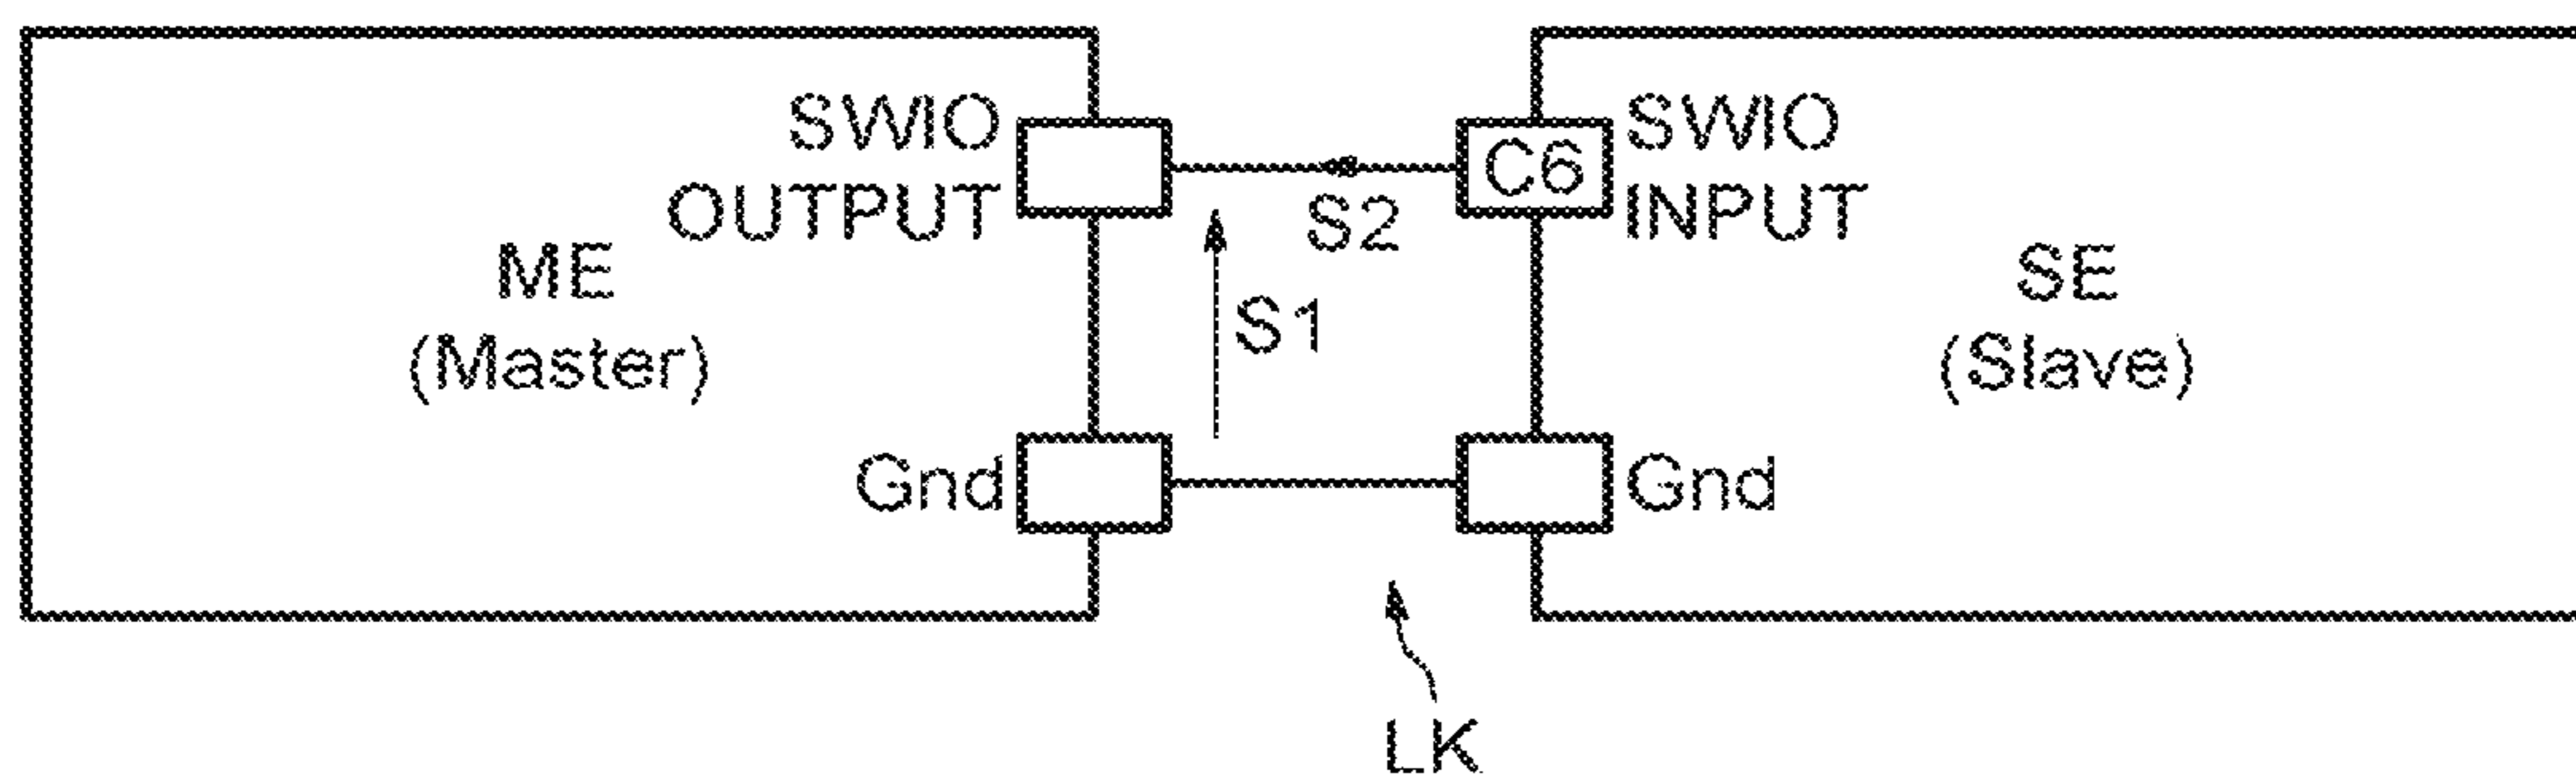 SWIO
OUTPUT
ME
(Master)
Gnd
S1
S2
C6
SWIO
INPUT
SE
(Slave)
Gnd
LK